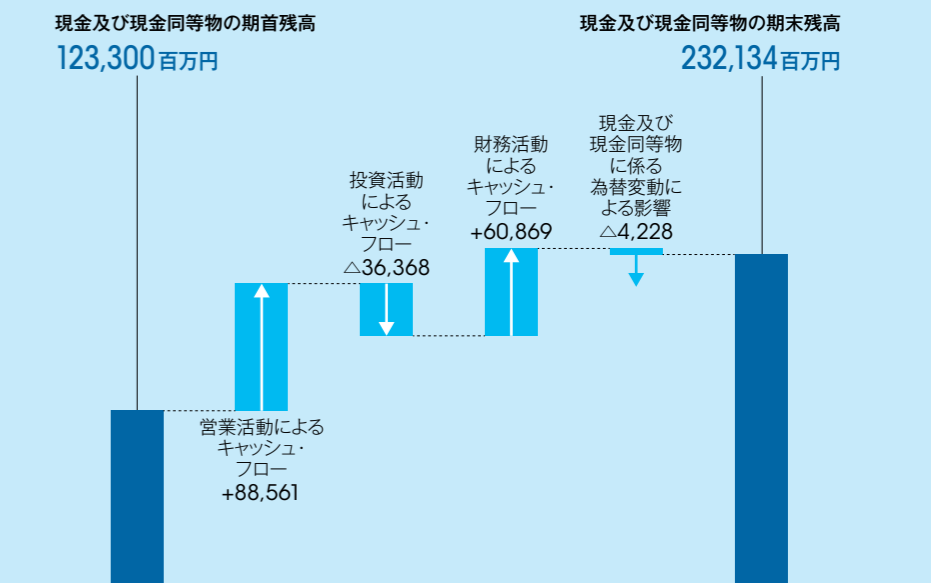 現金及び現金同等物の期首残高
123,300百万円
現金及び現金同等物の期末残高
232,134百万円
営業活動による
キャッシュ・
フロー
+88,561
投資活動
による
キャッシュ・
フロー
△36,368
財務活動
による
キャッシュ・
フロー
+60,869
現金及び
現金同等物
に係る
為替変動に
よる影響
△4,228